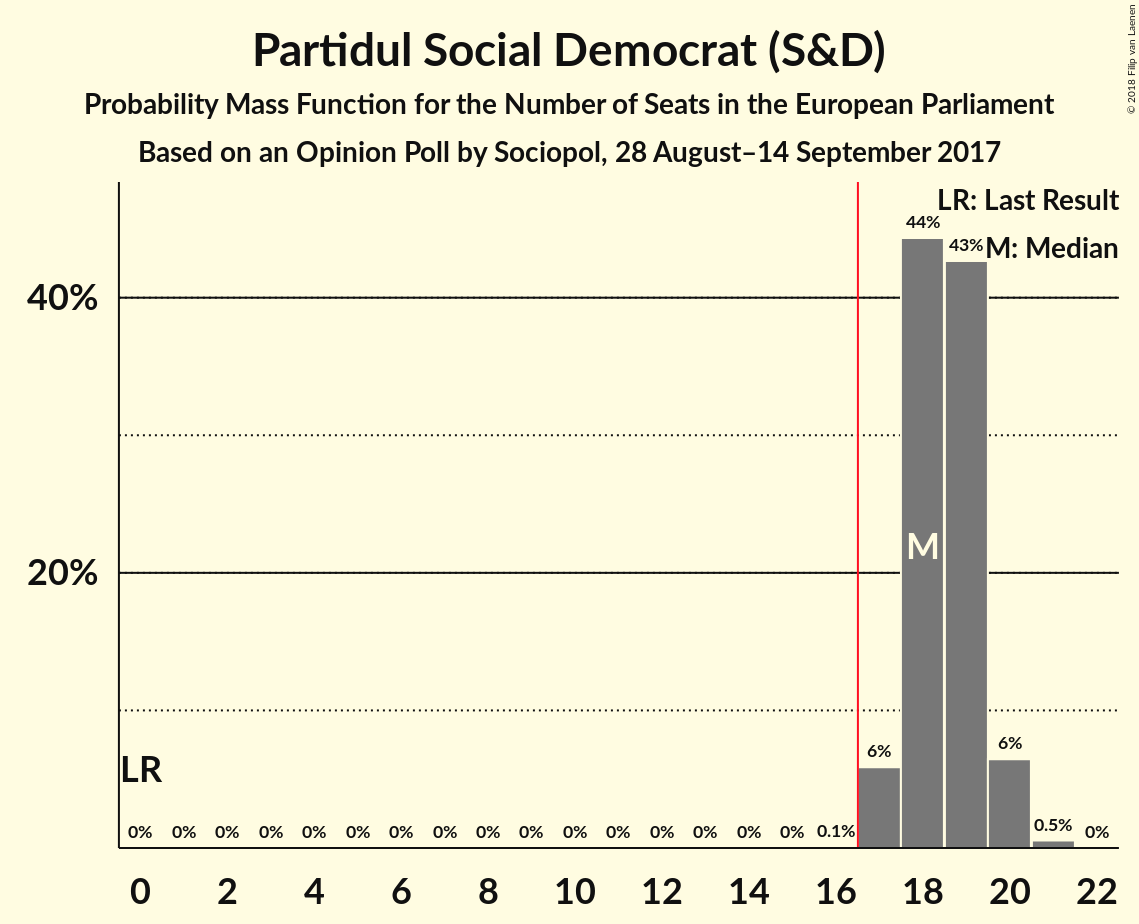 Partidul Social Democrat (S&D)
Probability Mass Function for the Number of Seats in the European Parliament
Based on an Opinion Poll by Sociopol, 28 August–14 September 2017
© 2018 Filip van Laenen
LR: Last Result
M: Median
44%
43%
40%
M
20%
6%
6%
LR
0% 0% 0% 0% 0% 0% 0% 0% 0% 0% 0% 0% 0% 0% 0% 0% 0.1% 0.5% 0%
0 2 4 6 8 10 12 14 16 18 20 22